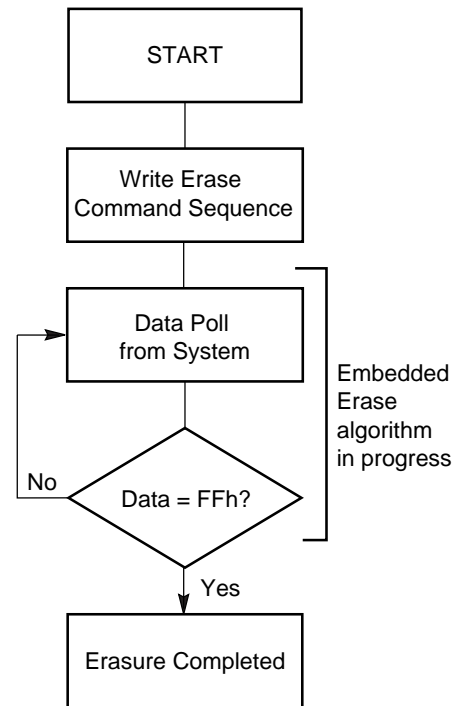 START
Write Erase
Command Sequence
Data Poll
from System
Embedded
Erase
algorithm
in progress
No
Data = FFh?
Yes
Erasure Completed